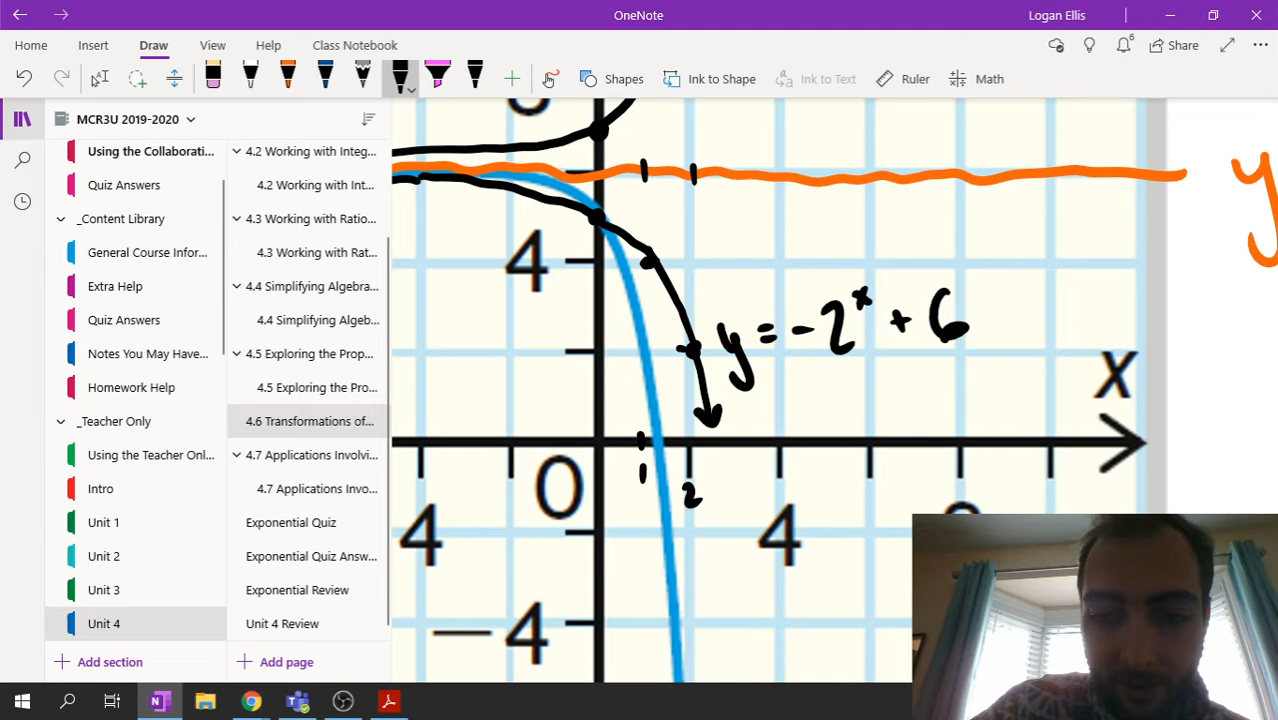 OneNote
Logan Ellis
Home Insert Draw View Help Class Notebook
6
Share
Shapes
Ink to Shape
Ink to Text
Ruler
Math
MCR3U 2019-2020
Using the Collaborati...
Quiz Answers
_Content Library
General Course Infor...
Extra Help
Quiz Answers
Notes You May Have...
Homework Help
_Teacher Only
Using the Teacher Onl...
Intro
Unit 1
Unit 2
Unit 3
Unit 4
Add section
4.2 Working with Integ...
4.2 Working with Int...
4.3 Working with Ratio...
4.3 Working with Rat...
4.4 Simplifying Algebra...
4.4 Simplifying Algeb...
4.5 Exploring the Prop...
4.5 Exploring the Pro...
4.6 Transformations of...
4.7 Applications Involvi...
4.7 Applications Invo...
Exponential Quiz
Exponential Quiz Answ...
Exponential Review
Unit 4 Review
Add page
y
4
y = -2^x + 6
x
0
1
2
4
4
-4